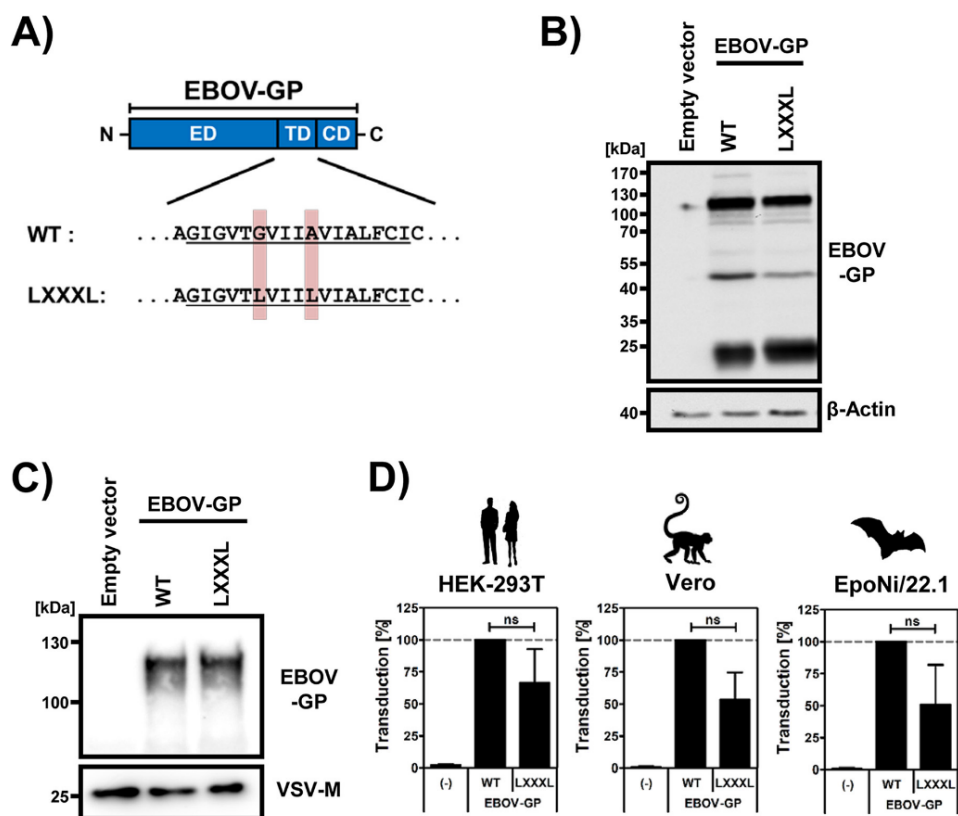 A)
EBOV-GP
N ED TD CD C
WT : ...AGIGVTGVIIAVIALFCIC...
LXXXL: ...AGIGVTLVIILVIALFCIC...
B)
Empty vector
EBOV-GP
WT
LXXXL
[kDa]
170
130
100
70
55
40
35
25
EBOV
-GP
40
β-Actin
C)
Empty vector
EBOV-GP
WT
LXXXL
[kDa]
130
100
EBOV
-GP
25
VSV-M
D)
HEK-293T
Transduction [%]
125
100
75
50
25
0
ns
(-) WT LXXXL
EBOV-GP
Vero
Transduction [%]
125
100
75
50
25
0
ns
(-) WT LXXXL
EBOV-GP
EpoNi/22.1
Transduction [%]
125
100
75
50
25
0
ns
(-) WT LXXXL
EBOV-GP